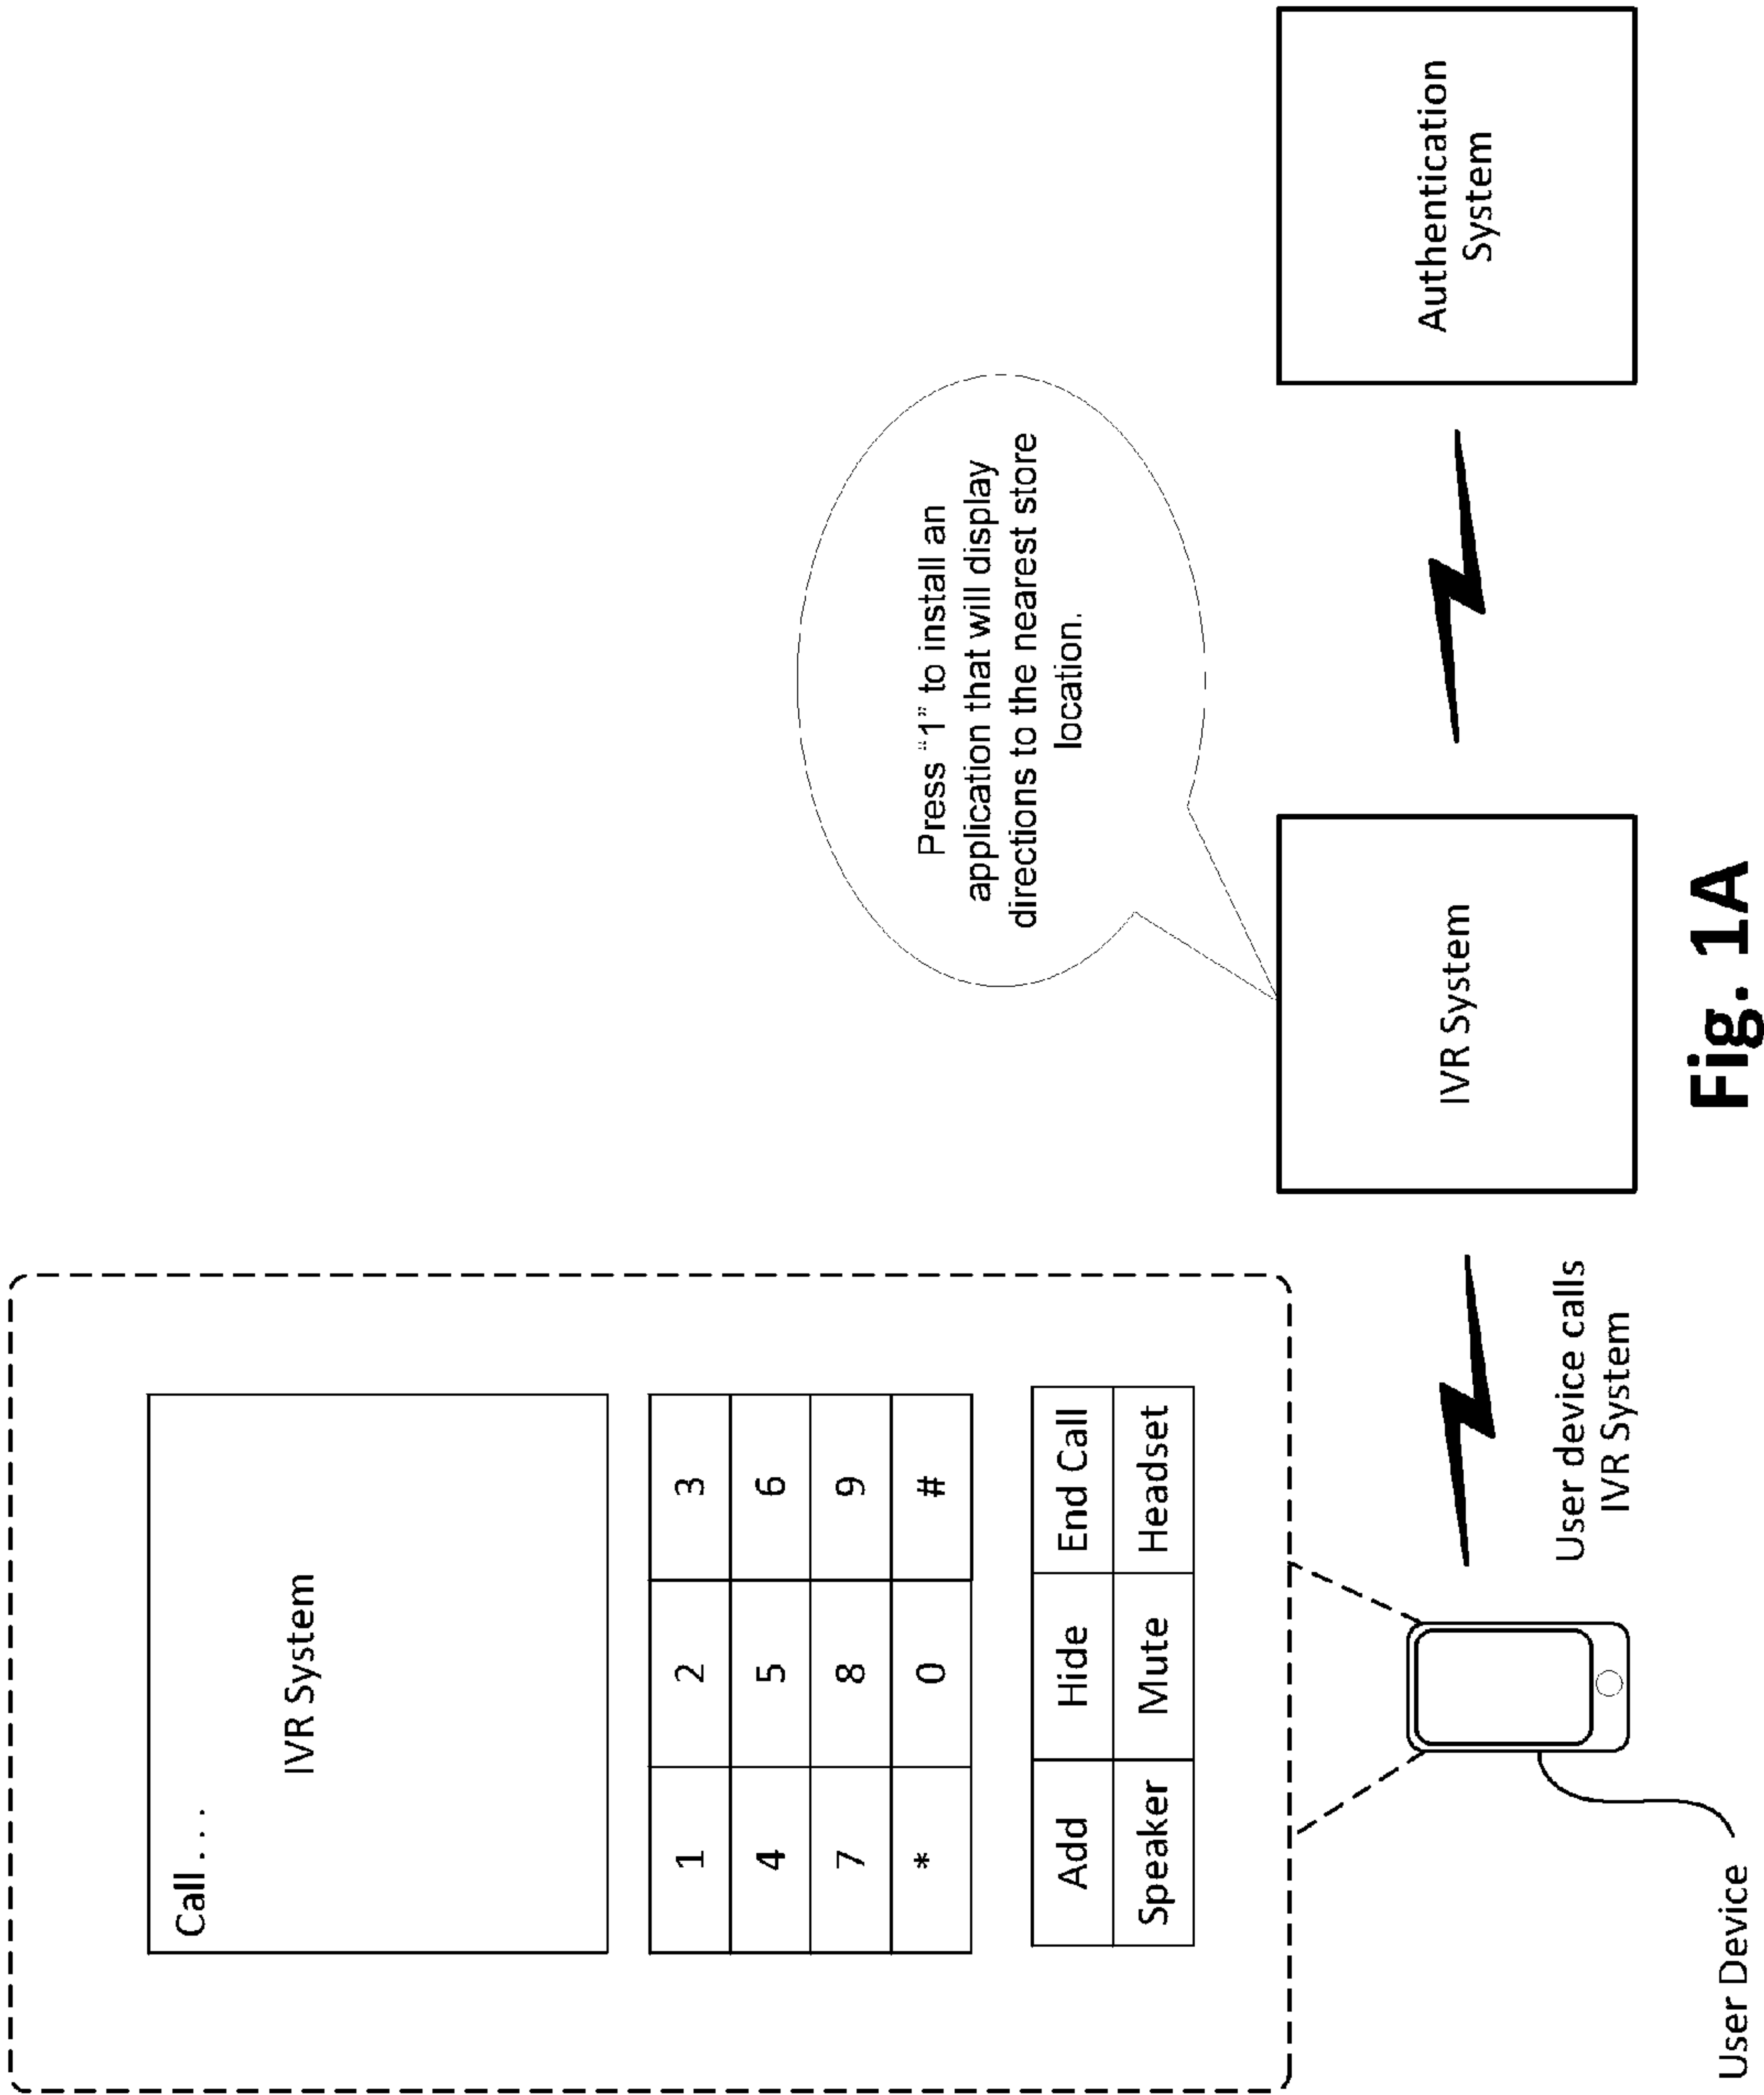 Call . . . .
IVR System
1 2 3
4 5 6
7 8 9
* 0 #
Add Hide End Call
Speaker Mute Headset
User Device
User device calls
IVR System
Press “1” to install an
application that will display
directions to the nearest store
location.
IVR System
Authentication
System
Fig. 1A